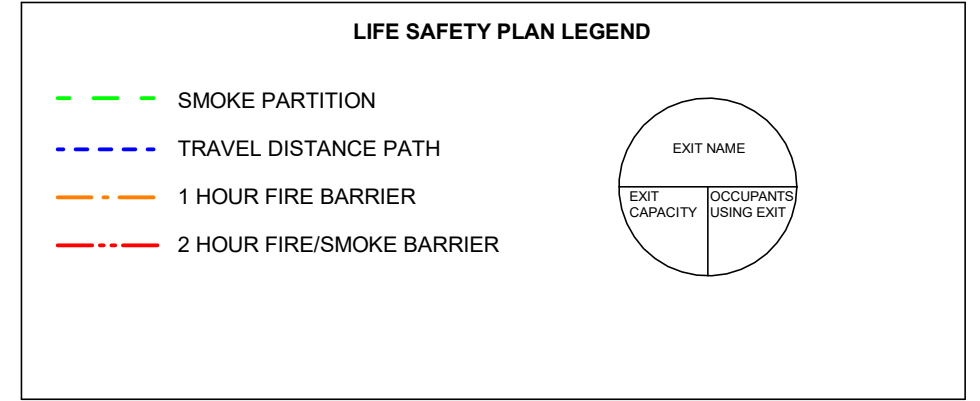 LIFE SAFETY PLAN LEGEND
SMOKE PARTITION
TRAVEL DISTANCE PATH
1 HOUR FIRE BARRIER
2 HOUR FIRE/SMOKE BARRIER
EXIT NAME
EXIT
CAPACITY
OCCUPANTS
USING EXIT